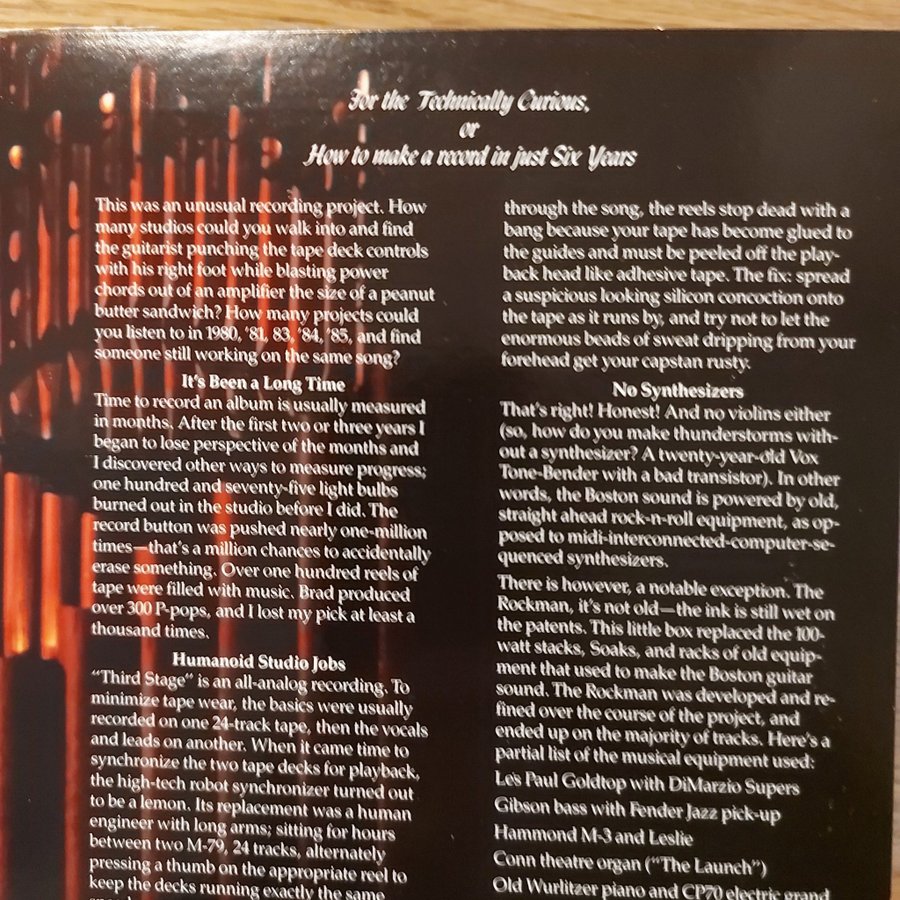 For the Technically Curious,
or
How to make a record in just Six Years
This was an unusual recording project. How
many studios could you walk into and find
the guitarist punching the tape deck controls
with his right foot while blasting power
chords out of an amplifier the size of a peanut
butter sandwich? How many projects could
you listen to in 1980, '81, 83, '84, '85, and find
someone still working on the same song?
It's Been a Long Time
Time to record an album is usually measured
in months. After the first two or three years I
began to lose perspective of the months and
I discovered other ways to measure progress;
one hundred and seventy-five light bulbs
burned out in the studio before I did. The
record button was pushed nearly one-million
times—that's a million chances to accidentally
erase something. Over one hundred reels of
tape were filled with music. Brad produced
over 300 P-pops, and I lost my pick at least a
thousand times.
Humanoid Studio Jobs
"Third Stage" is an all-analog recording. To
minimize tape wear, the basics were usually
recorded on one 24-track tape, then the vocals
and leads on another. When it came time to
synchronize the two tape decks for playback,
the high-tech robot synchronizer turned out
to be a lemon. Its replacement was a human
engineer with long arms; sitting for hours
between two M-79, 24 tracks, alternately
pressing a thumb on the appropriate reel to
keep the decks running exactly the same
through the song, the reels stop dead with a
bang because your tape has become glued to
the guides and must be peeled off the play-
back head like adhesive tape. The fix: spread
a suspicious looking silicon concoction onto
the tape as it runs by, and try not to let the
enormous beads of sweat dripping from your
forehead get your capstan rusty.
No Synthesizers
That's right! Honest! And no violins either
(so, how do you make thunderstorms with-
out a synthesizer? A twenty-year-old Vox
Tone-Bender with a bad transistor). In other
words, the Boston sound is powered by old,
straight ahead rock-n-roll equipment, as op-
posed to midi-interconnected-computer-se-
quenced synthesizers.
There is however, a notable exception. The
Rockman, it's not old—the ink is still wet on
the patents. This little box replaced the 100-
watt stacks, Soaks, and racks of old equip-
ment that used to make the Boston guitar
sound. The Rockman was developed and re-
fined over the course of the project, and
ended up on the majority of tracks. Here's a
partial list of the musical equipment used:
Les Paul Goldtop with DiMarzio Supers
Gibson bass with Fender Jazz pick-up
Hammond M-3 and Leslie
Conn theatre organ ("The Launch")
Old Wurlitzer piano and CP70 electric grand